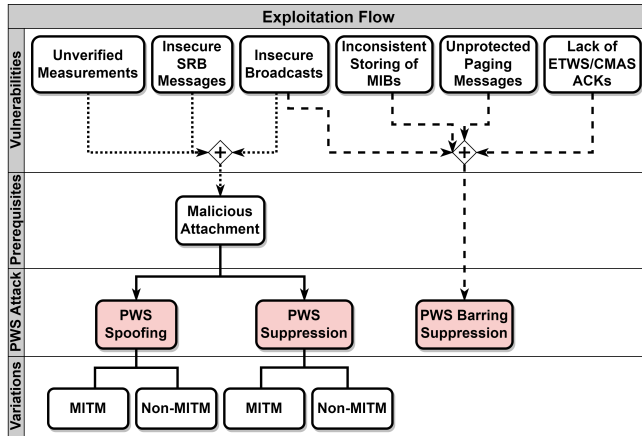 Exploitation Flow
Vulnerabilities
Unverified
Measurements
Insecure
SRB
Messages
Insecure
Broadcasts
Inconsistent
Storing of
MIBs
Unprotected
Paging
Messages
Lack of
ETWS/CMAS
ACKs
Prerequisites
Malicious
Attachment
PWS Attack
PWS
Spoofing
PWS
Suppression
PWS Barring
Suppression
Variations
MITM
Non-MITM
MITM
Non-MITM